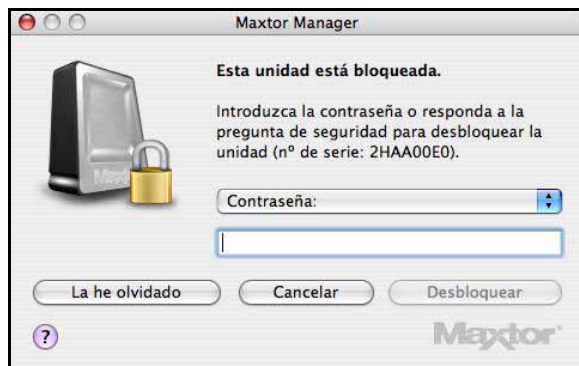 Maxtor Manager
Esta unidad está bloqueada.
Introduzca la contraseña o responda a la
pregunta de seguridad para desbloquear la
unidad (nº de serie: 2HAA00E0).
Contraseña:
La he olvidado
Cancelar
Desbloquear
?
Maxtor
Maxtor